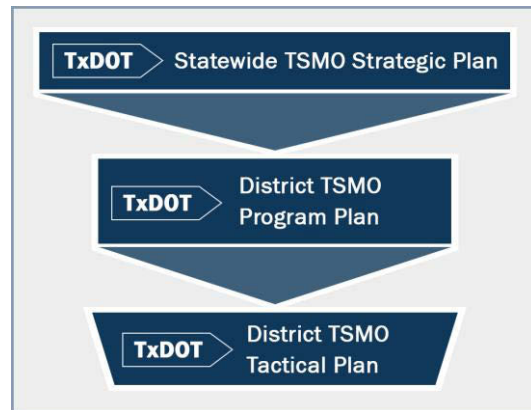 TxDOT Statewide TSMO Strategic Plan
TxDOT
District TSMO
Program Plan
TxDOT
District TSMO
Tactical Plan